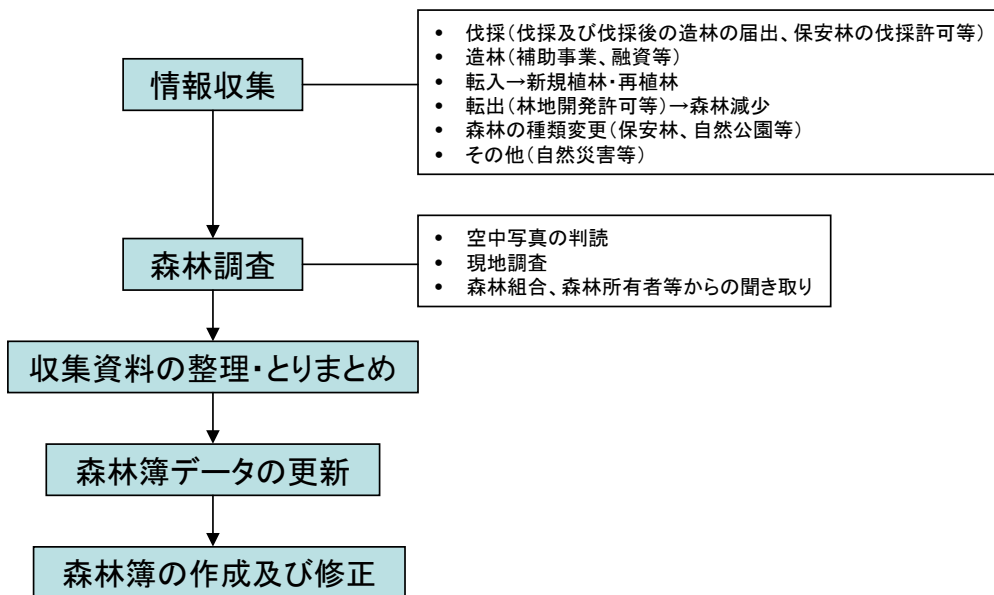 情報収集
• 伐採(伐採及び伐採後の造林の届出、保安林の伐採許可等)
• 造林(補助事業、融資等)
• 転入→新規植林・再植林
• 転出(林地開発許可等)→森林減少
• 森林の種類変更(保安林、自然公園等)
• その他(自然災害等)
森林調査
• 空中写真の判読
• 現地調査
• 森林組合、森林所有者等からの聞き取り
収集資料の整理・とりまとめ
森林簿データの更新
森林簿の作成及び修正